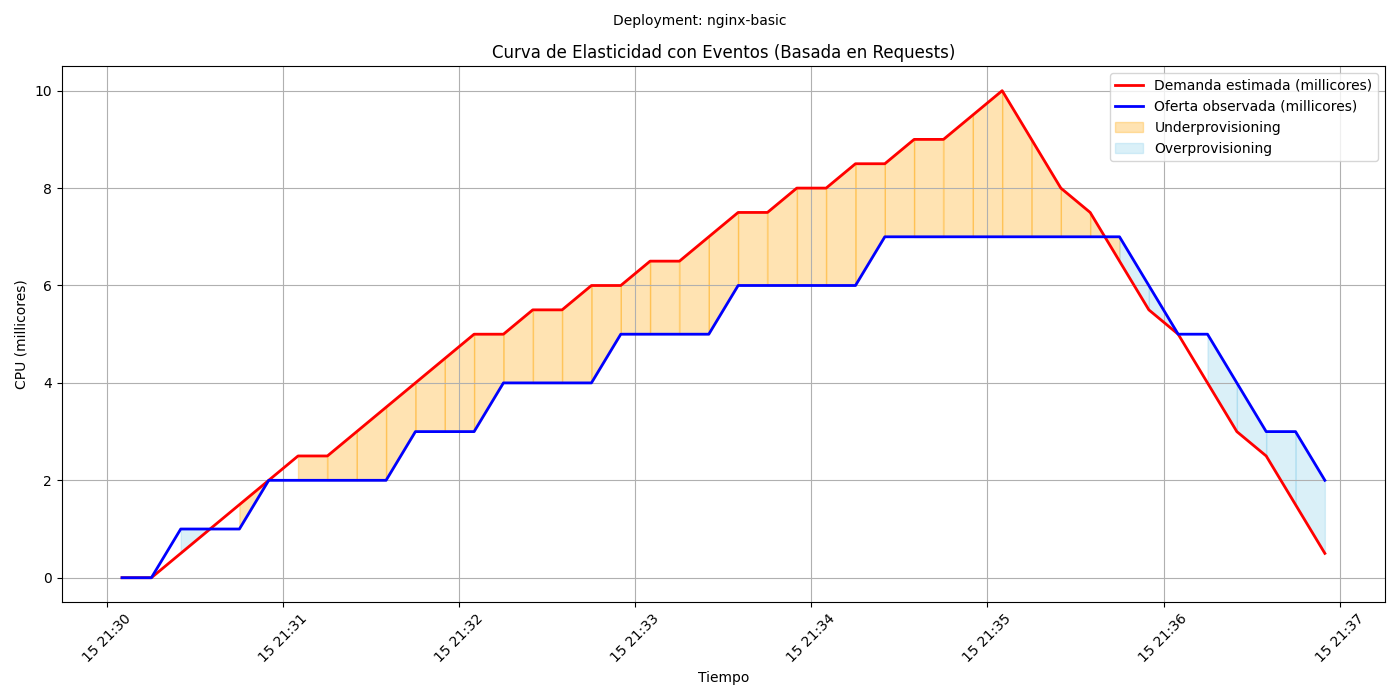 Deployment: nginx-basic
Curva de Elasticidad con Eventos (Basada en Requests)
Demanda estimada (millicores)
Oferta observada (millicores)
Underprovisioning
Overprovisioning
CPU (millicores)
10
8
6
4
2
0
15 21:30
15 21:31
15 21:32
15 21:33
15 21:34
15 21:35
15 21:36
15 21:37
Tiempo